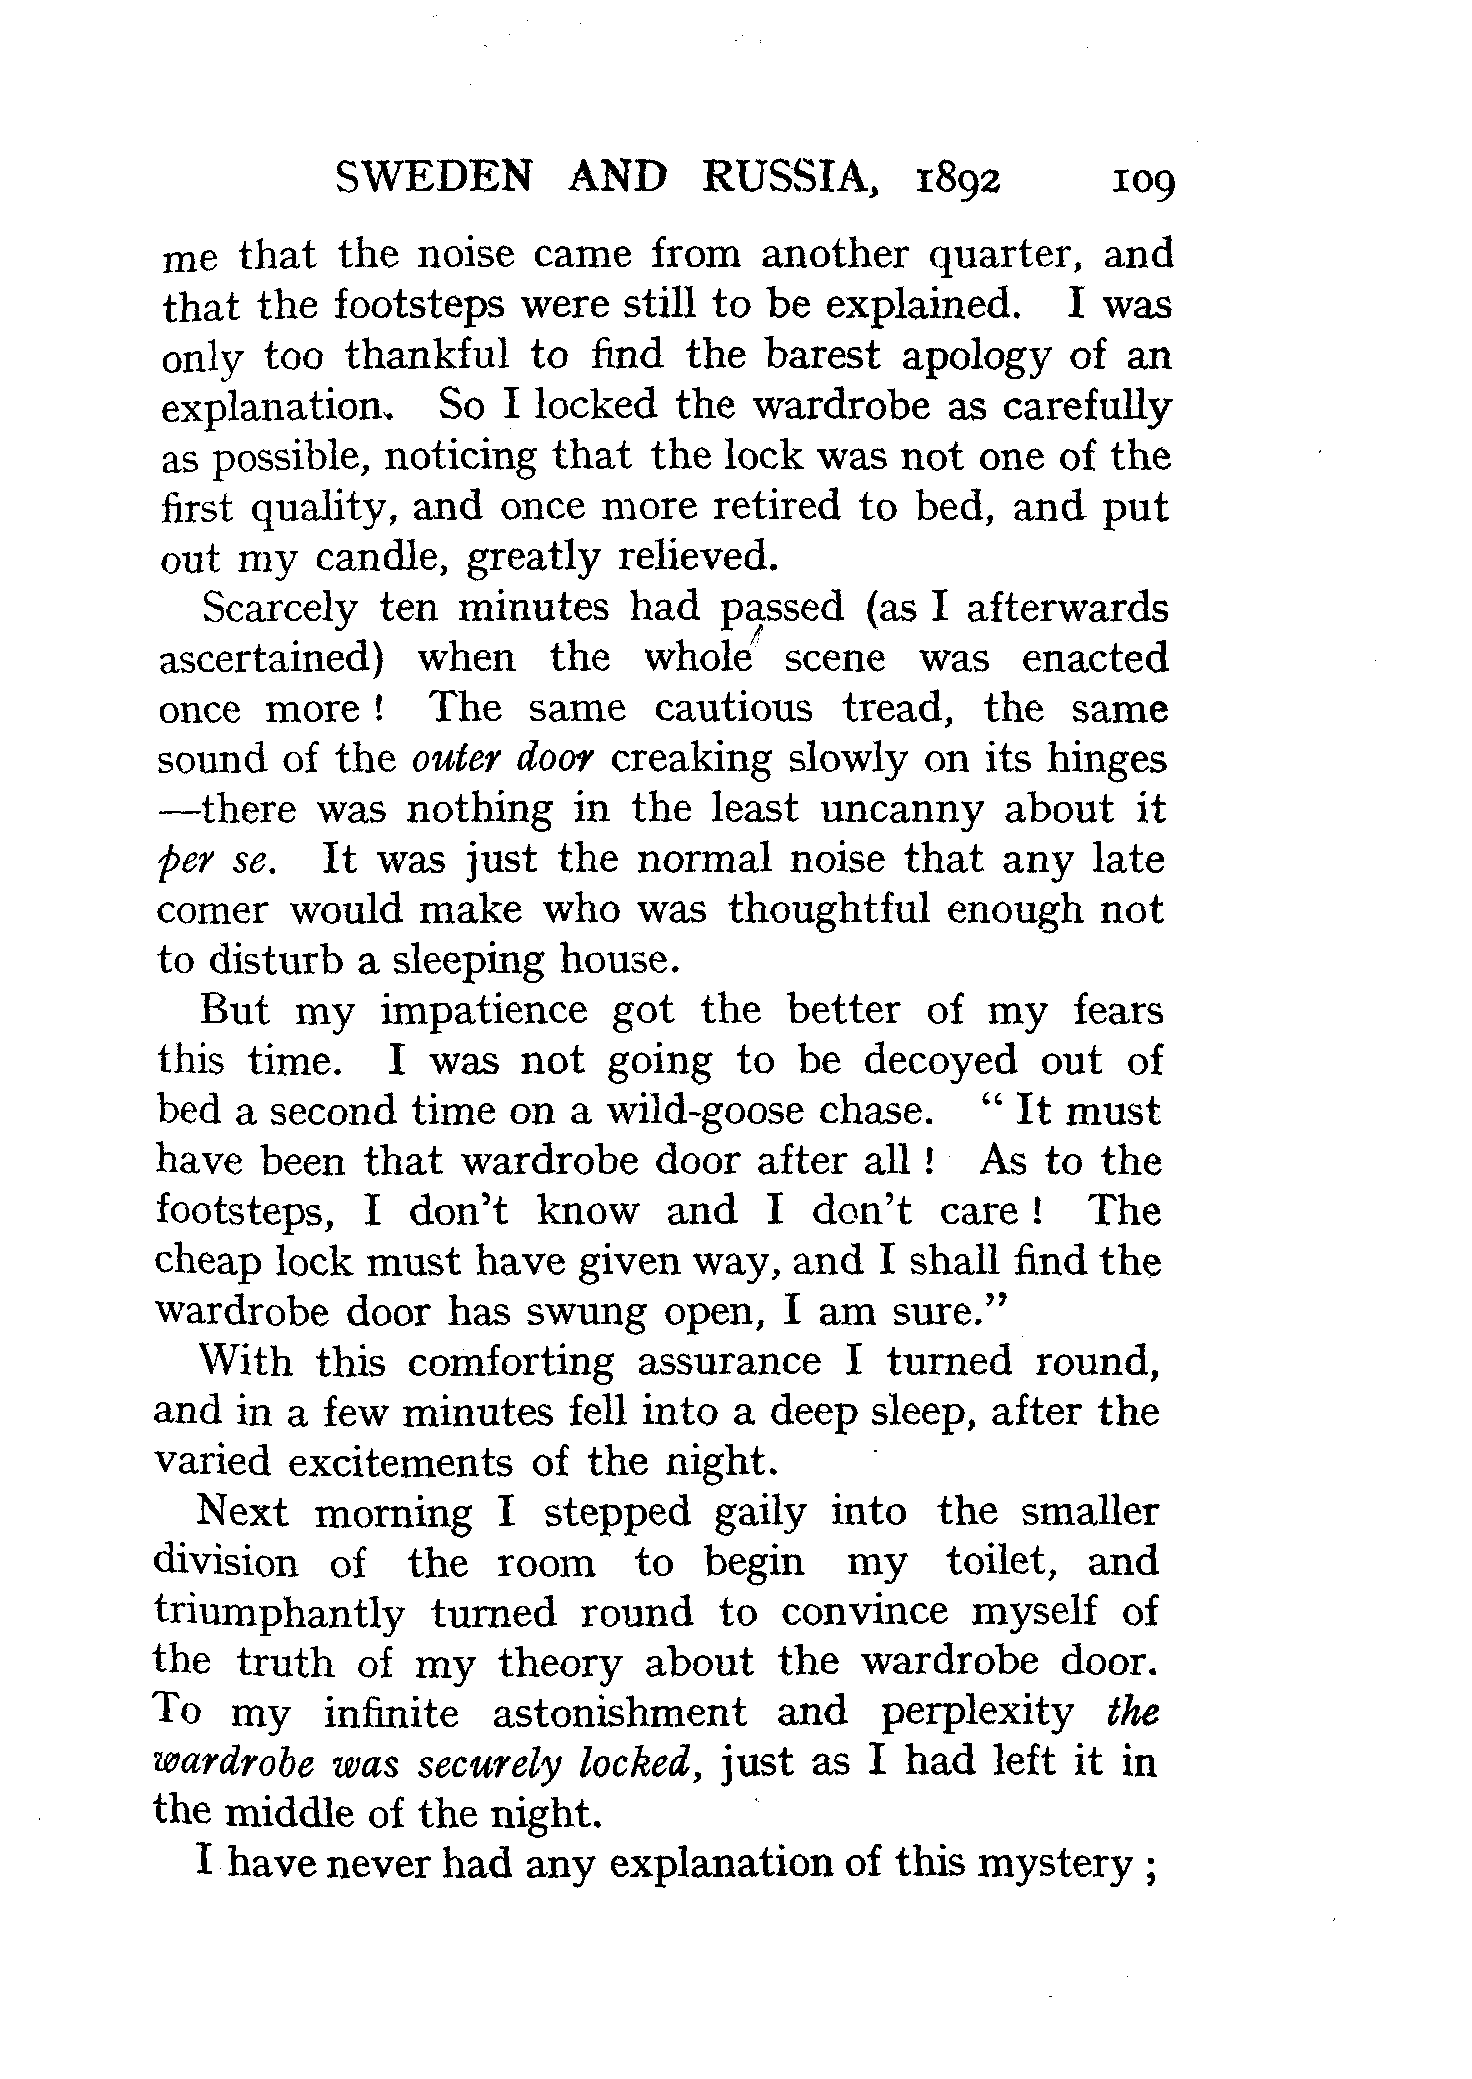 SWEDEN AND RUSSIA, 1892 109
me that the noise came from another quarter, and
that the footsteps were still to be explained. I was
only too thankful to find the barest apology of an
explanation. So I locked the wardrobe as carefully
as possible, noticing that the lock was not one of the
first quality, and once more retired to bed, and put
out my candle, greatly relieved.
Scarcely ten minutes had passed (as I afterwards
ascertained) when the whole scene was enacted
once more ! The same cautious tread, the same
sound of the outer door creaking slowly on its hinges
—there was nothing in the least uncanny about it
per se. It was just the normal noise that any late
comer would make who was thoughtful enough not
to disturb a sleeping house.
But my impatience got the better of my fears
this time. I was not going to be decoyed out of
bed a second time on a wild-goose chase. “ It must
have been that wardrobe door after all ! As to the
footsteps, I don’t know and I don’t care ! The
cheap lock must have given way, and I shall find the
wardrobe door has swung open, I am sure.”
With this comforting assurance I turned round,
and in a few minutes fell into a deep sleep, after the
varied excitements of the night.
Next morning I stepped gaily into the smaller
division of the room to begin my toilet, and
triumphantly turned round to convince myself of
the truth of my theory about the wardrobe door.
To my infinite astonishment and perplexity the
wardrobe was securely locked, just as I had left it in
the middle of the night.
I have never had any explanation of this mystery ;